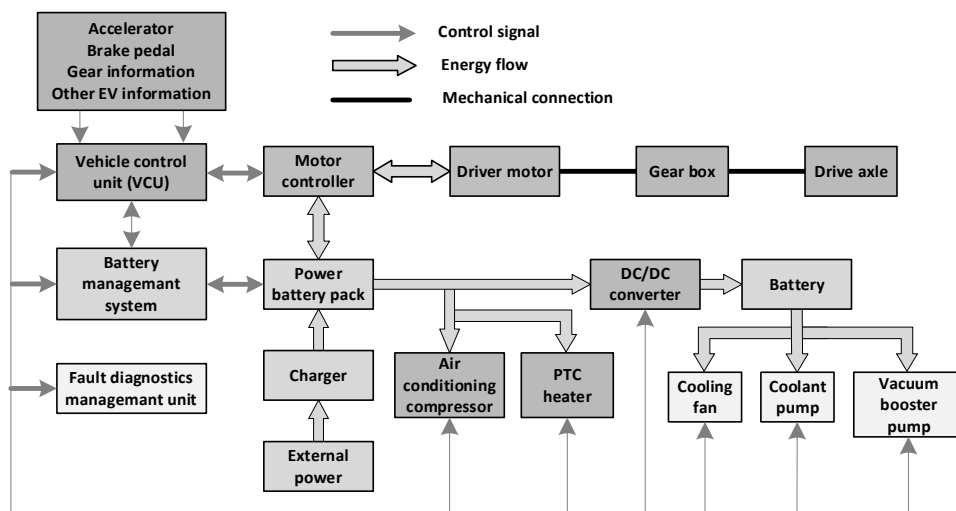 Accelerator
Brake pedal
Gear information
Other EV information
Control signal
Energy flow
Mechanical connection
Vehicle control
unit (VCU)
Motor
controller
Driver motor
Gear box
Drive axle
Battery
management
system
Power
battery pack
DC/DC
converter
Battery
Fault diagnostics
management unit
Charger
Air
conditioning
compressor
PTC
heater
Cooling
fan
Coolant
pump
Vacuum
booster
pump
External
power